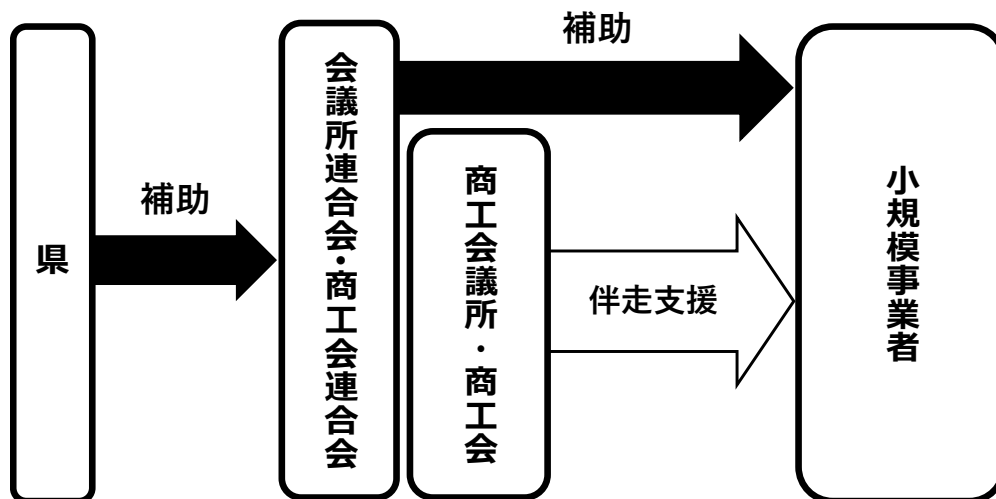 県
補助
会議所連合会・商工会連合会
補助
商工会議所・商工会
伴走支援
小規模事業者